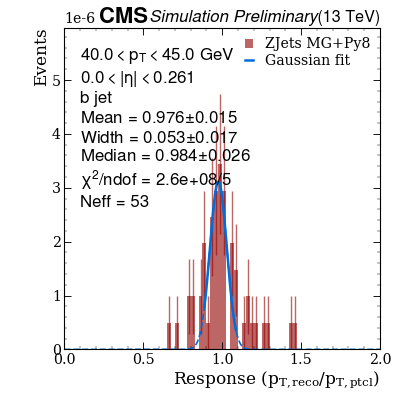 1e-6 CMS Simulation Preliminary (13 TeV)
Events
40.0 < pT < 45.0 GeV
0.0 < |η| < 0.261
b jet
Mean = 0.976±0.015
Width = 0.053±0.017
Median = 0.984±0.026
χ²/ndof = 2.6e+08/5
Neff = 53
ZJets MG+Py8
Gaussian fit
5
4
3
2
1
0
0.0 0.5 1.0 1.5 2.0
Response (pT,reco/pT,ptcl)